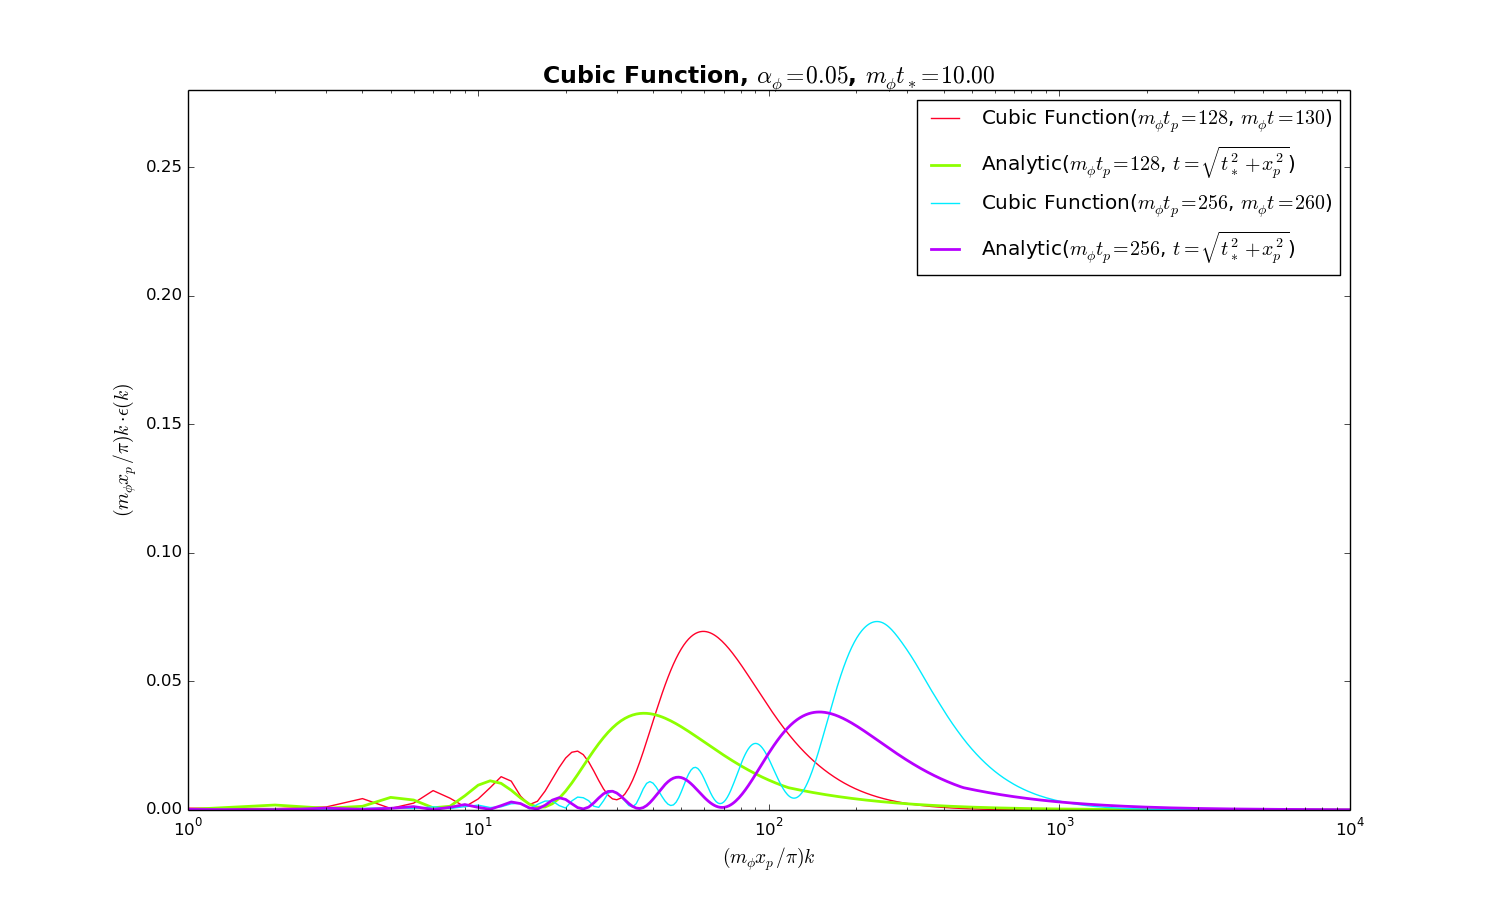 Cubic Function, α_ϕ=0.05, m_ϕt_*=10.00
Cubic Function(m_ϕt_p=128, m_ϕt=130)
Analytic(m_ϕt_p=128, t=√(t_*^2+x_p^2))
Cubic Function(m_ϕt_p=256, m_ϕt=260)
Analytic(m_ϕt_p=256, t=√(t_*^2+x_p^2))
(m_ϕx_p/π)k·ϵ(k)
0.25
0.20
0.15
0.10
0.05
0.00
10^0 10^1 10^2 10^3 10^4
(m_ϕx_p/π)k